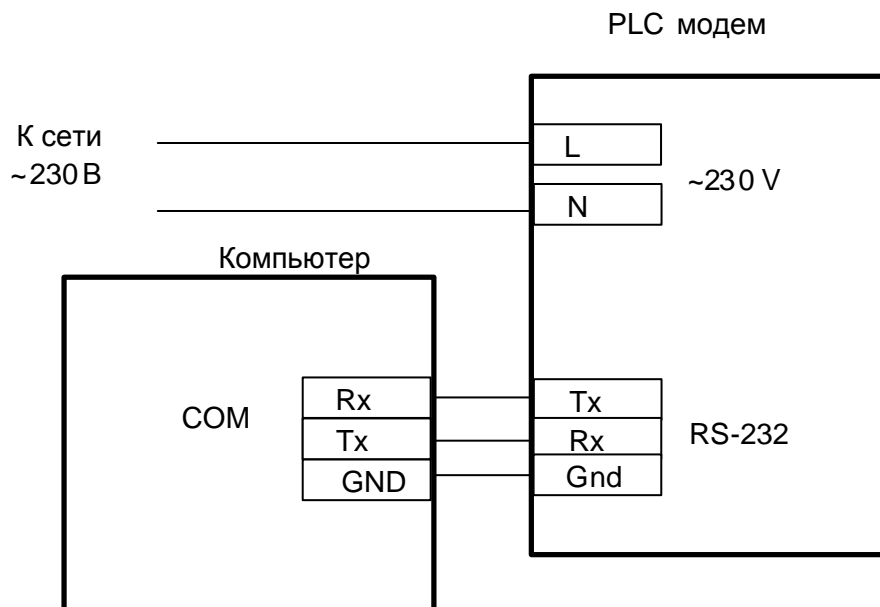 PLC модем
К сети
~230 В
L
~230 V
N
Компьютер
Rx
Tx
COM
Tx
Rx
RS-232
GND
Gnd